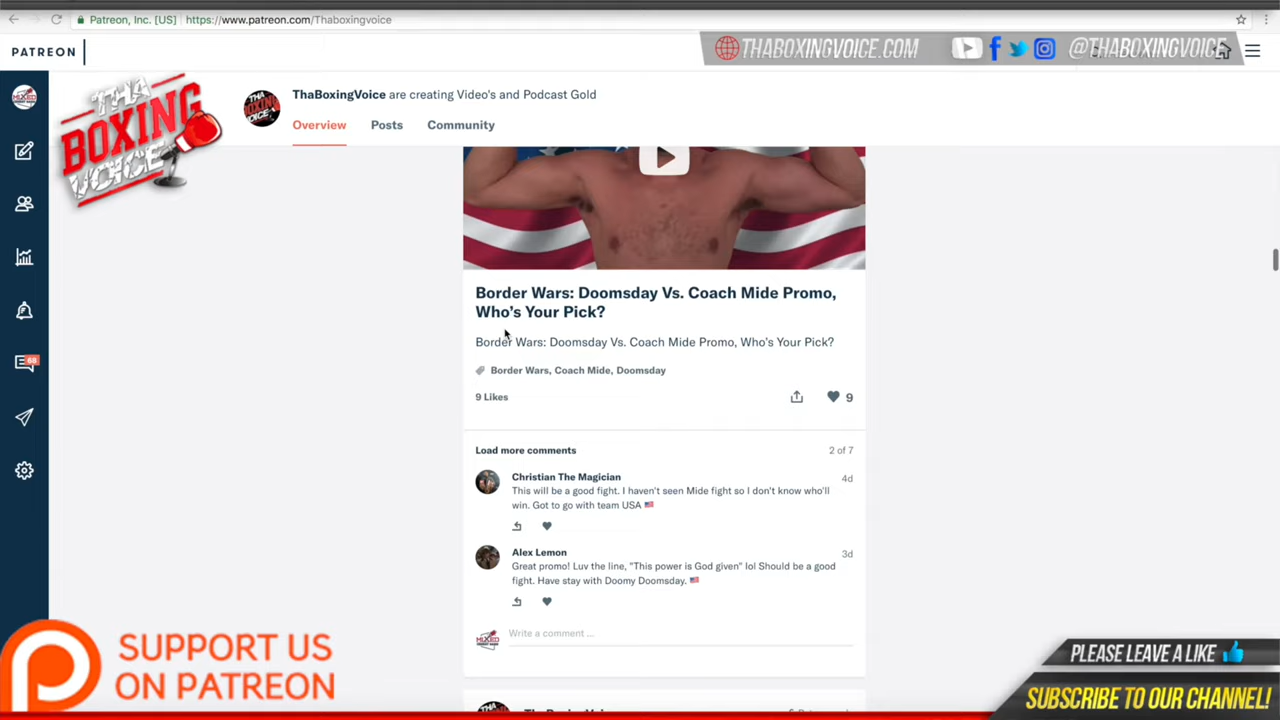 Patreon, Inc. [US] https://www.patreon.com/Thaboxingvoice
PATREON
THABOXINGVOICE.COM
@THABOXINGVOICE
THA BOXING VOICE
ThaBoxingVoice are creating Video's and Podcast Gold
Overview Posts Community
Border Wars: Doomsday Vs. Coach Mide Promo,
Who's Your Pick?
Border Wars: Doomsday Vs. Coach Mide Promo, Who's Your Pick?
Border Wars, Coach Mide, Doomsday
9 Likes
9
68
Load more comments
2 of 7
Christian The Magician
4d
This will be a good fight. I haven't seen Mide fight so I don't know who'll
win. Got to go with team USA 🇺🇸
Alex Lemon
3d
Great promo! Luv the line, "This power is God given" lol Should be a good
fight. Have stay with Doomy Doomsday. 🇺🇸
Write a comment ...
SUPPORT US
ON PATREON
PLEASE LEAVE A LIKE
SUBSCRIBE TO OUR CHANNEL!